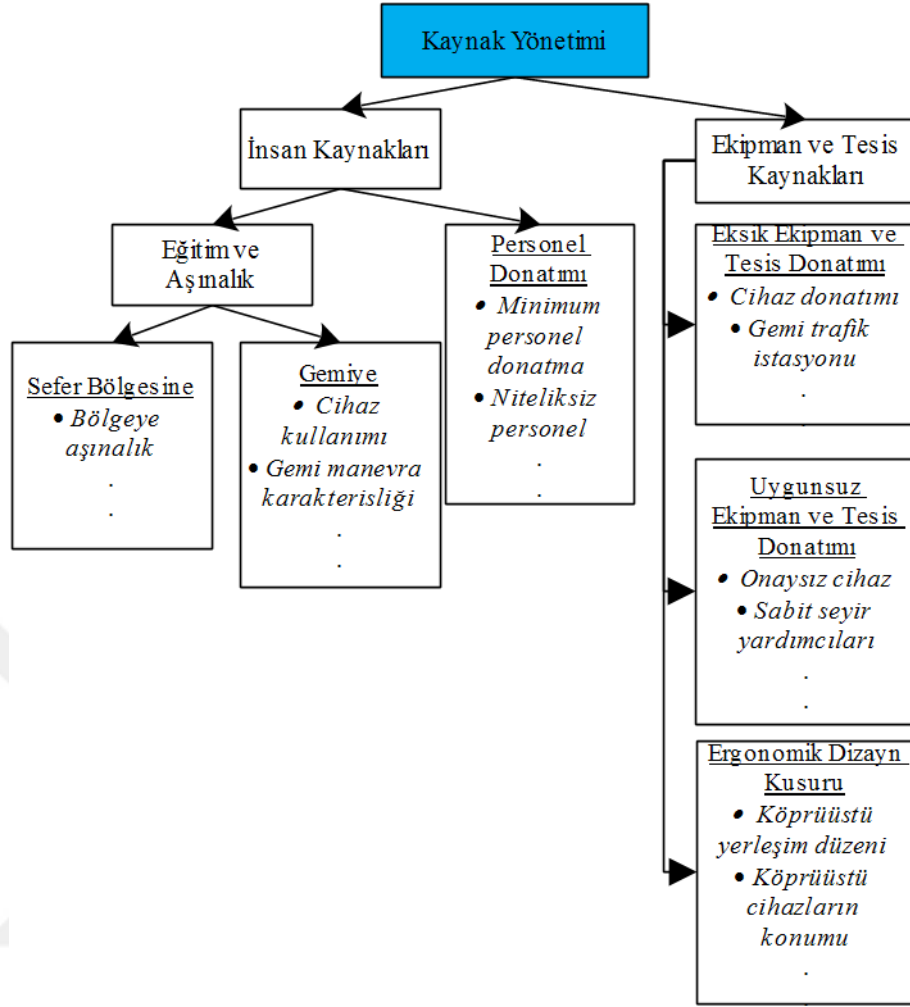 Kaynak Yönetimi
İnsan Kaynakları
Ekipman ve Tesis
Kaynakları
Eğitim ve
Aşınalık
Personel
Donatımı
• Minimum
personel
donatma
• Niteliksiz
personel
.
.
Eksik Ekipman ve
Tesis Donatımı
• Cihaz donatımı
• Gemi trafik
istasyonu
.
Sefer Bölgesine
• Bölgeye
aşınalık
.
.
Gemiye
• Cihaz
kullanımı
• Gemi manevra
karakterisliği
.
.
Uygunsuz
Ekipman ve Tesis
Donatımı
• Onaysız cihaz
• Sabit seyir
yardımcıları
.
.
Ergonomik Dizayn
Kusuru
• Köprüüstü
yerleşim düzeni
• Köprüüstü
cihazların
konumu
.